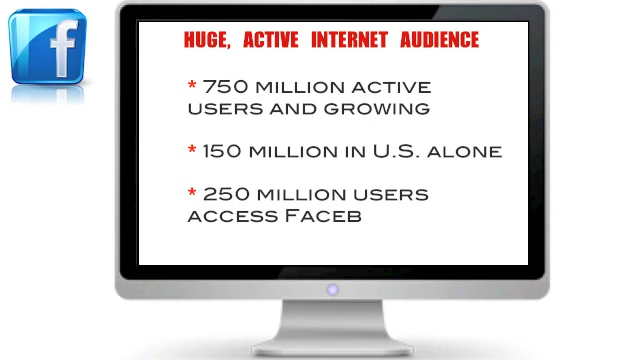 HUGE, ACTIVE INTERNET AUDIENCE
* 750 MILLION ACTIVE
USERS AND GROWING
* 150 MILLION IN U.S. ALONE
* 250 MILLION USERS
ACCESS FACEB
f